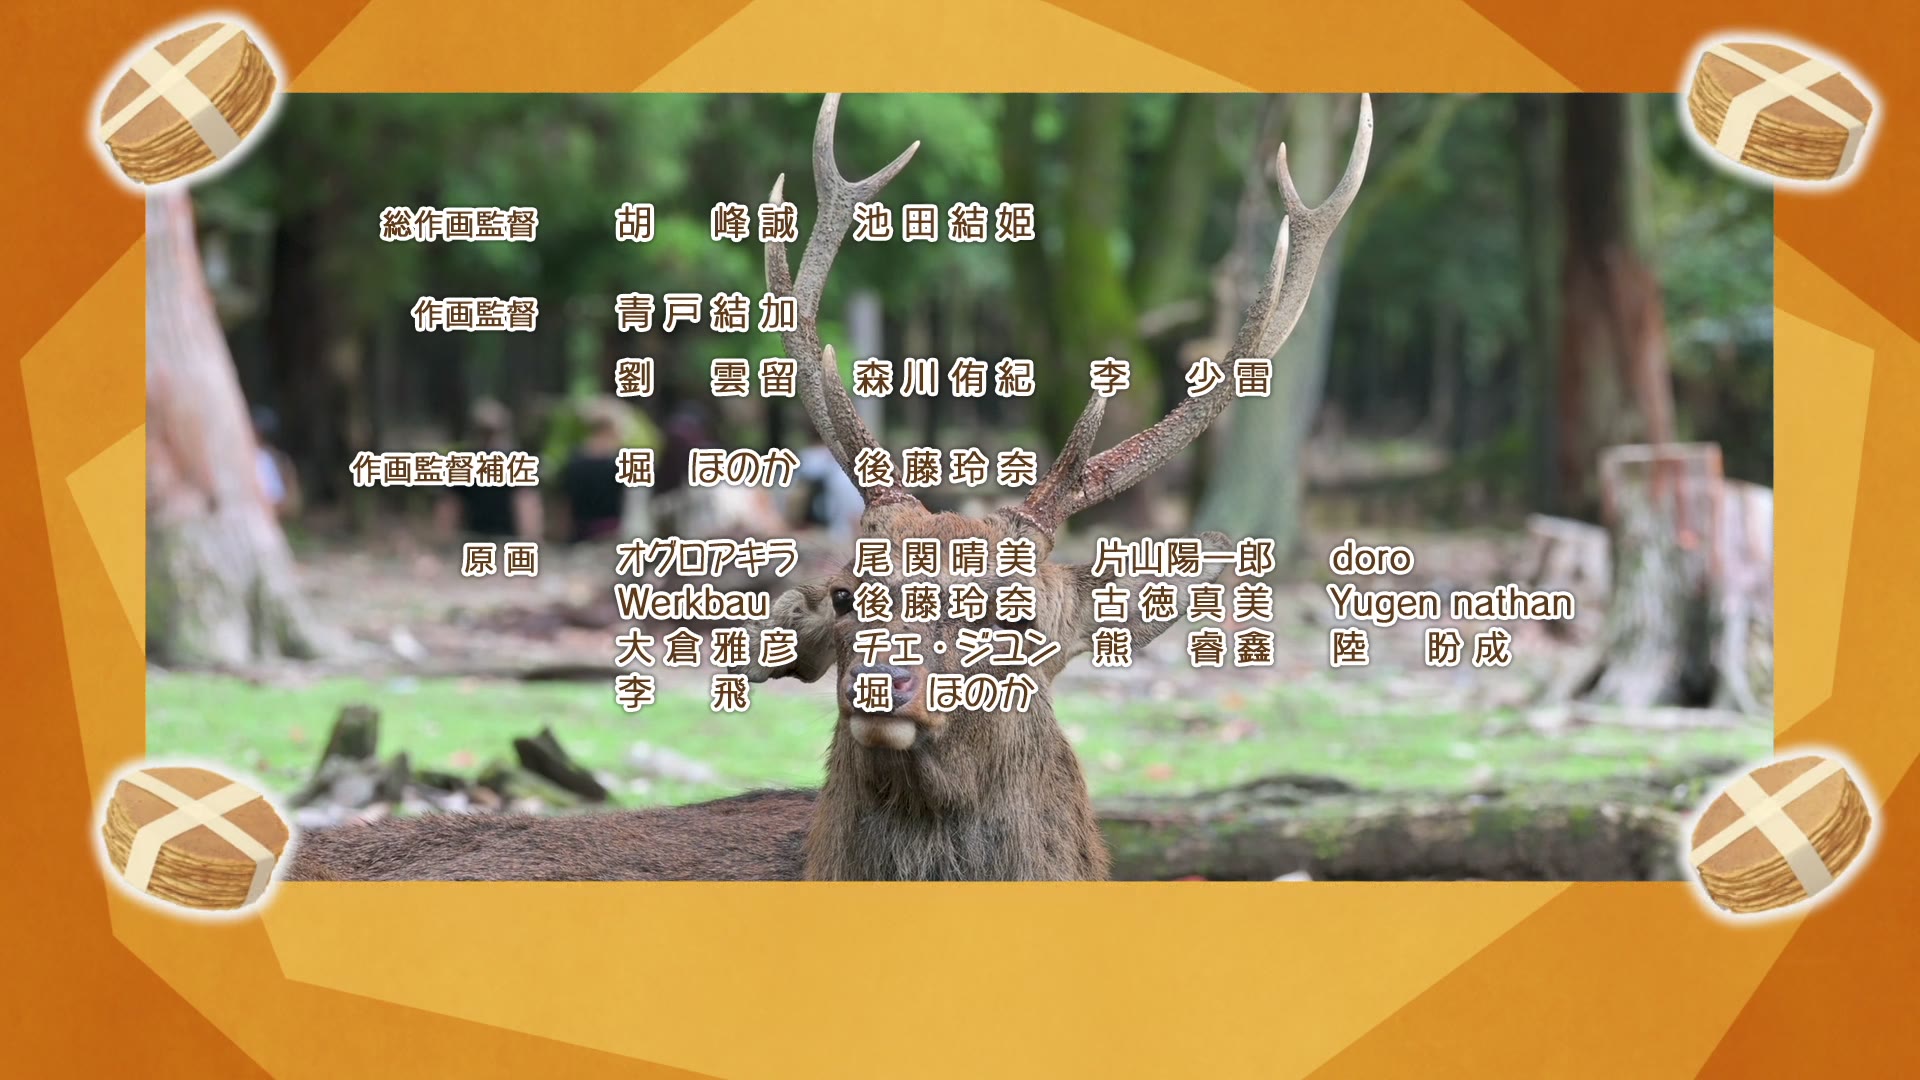 総作画監督 胡 峰誠 池田結姫
作画監督 青戸結加
劉 雲留 森川侑紀 李 少雷
作画監督補佐 堀 ほのか 後藤玲奈
原画 オグロアキラ 尾関晴美 片山陽一郎 doro
Werkbau 後藤玲奈 古徳真美 Yugen nathan
大倉雅彦 チェ・ジユン 熊 睿鑫 陸 盼成
李 飛 堀 ほのか